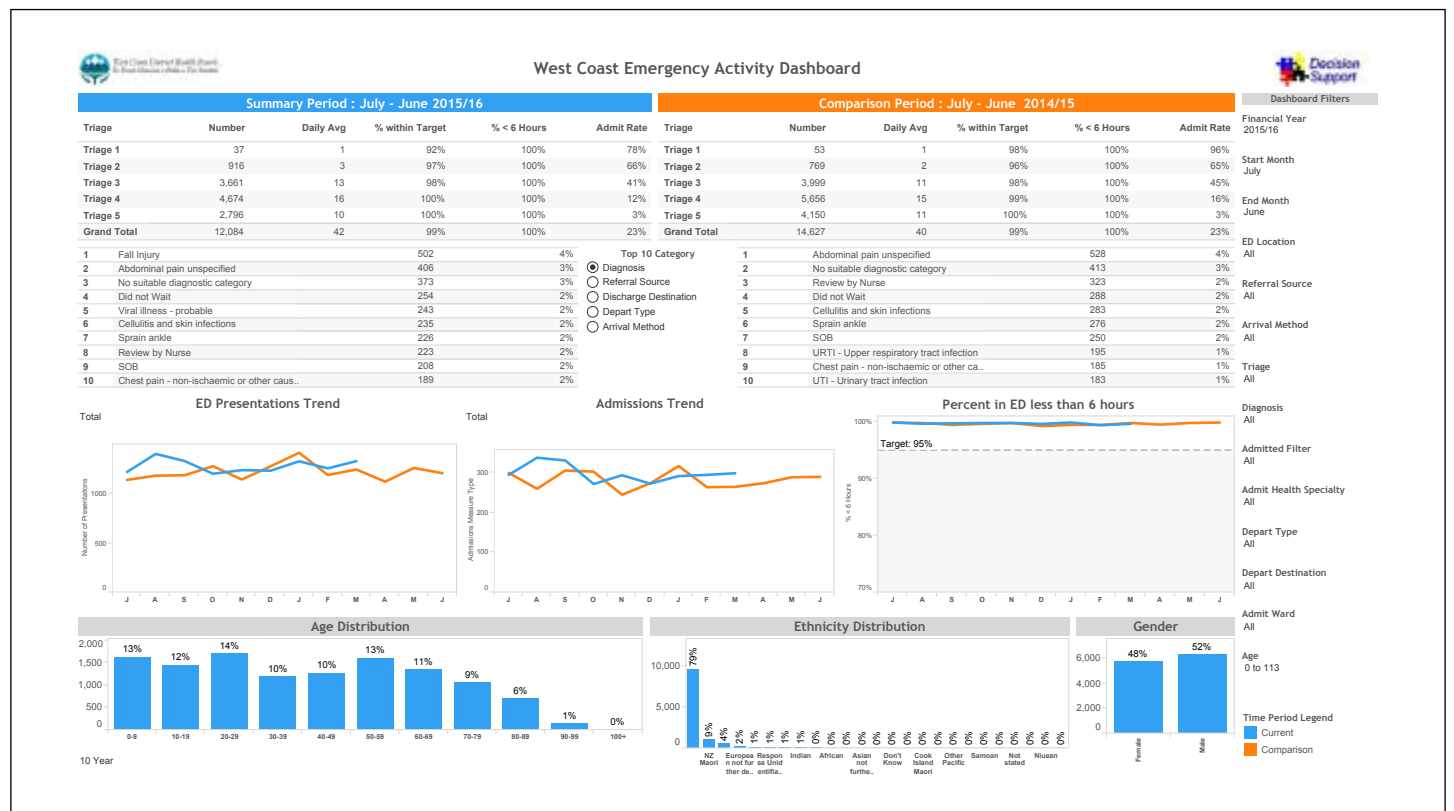 West Coast District Health Board
West Coast Emergency Activity Dashboard
Decision
Support
Summary Period : July - June 2015/16
Triage Number Daily Avg % within Target % < 6 Hours Admit Rate
Triage 1 37 1 92% 100% 78%
Triage 2 916 3 97% 100% 66%
Triage 3 3,661 13 98% 100% 41%
Triage 4 4,674 16 100% 100% 12%
Triage 5 2,796 10 100% 100% 3%
Grand Total 12,084 42 99% 100% 23%
Comparison Period : July - June 2014/15
Triage Number Daily Avg % within Target % < 6 Hours Admit Rate
Triage 1 53 1 98% 100% 96%
Triage 2 769 2 96% 100% 65%
Triage 3 3,999 11 98% 100% 45%
Triage 4 5,656 15 99% 100% 16%
Triage 5 4,150 11 100% 100% 3%
Grand Total 14,627 40 99% 100% 23%
1 Fall Injury 502 4%
2 Abdominal pain unspecified 406 3%
3 No suitable diagnostic category 373 3%
4 Did not Wait 254 2%
5 Viral illness - probable 243 2%
6 Cellulitis and skin infections 235 2%
7 Sprain ankle 226 2%
8 Review by Nurse 223 2%
9 SOB 208 2%
10 Chest pain - non-ischaemic or other caus.. 189 2%
Top 10 Category
Diagnosis
Referral Source
Discharge Destination
Depart Type
Arrival Method
1 Abdominal pain unspecified 528 4%
2 No suitable diagnostic category 413 3%
3 Review by Nurse 323 2%
4 Did not Wait 288 2%
5 Cellulitis and skin infections 283 2%
6 Sprain ankle 276 2%
7 SOB 250 2%
8 URTI - Upper respiratory tract infection 195 1%
9 Chest pain - non-ischaemic or other ca.. 185 1%
10 UTI - Urinary tract infection 183 1%
ED Presentations Trend
Total
Number of Presentations
1000
500
0
J A S O N D J F M A M J
Admissions Trend
Total
Admissions Measure Type
300
200
100
0
J A S O N D J F M A M J
Percent in ED less than 6 hours
% < 6 Hours
100%
Target: 95%
90%
80%
70%
J A S O N D J F M A M J
Age Distribution
2,000
1,500
1,000
500
0
13% 12% 14% 10% 10% 13% 11% 9% 6% 1% 0%
0-9 10-19 20-29 30-39 40-49 50-59 60-69 70-79 80-89 90-99 100+
10 Year
Ethnicity Distribution
10,000
5,000
0
79% 9% 4% 2% 1% 1% 1% 1% 0% 0% 0% 0% 0% 0% 0% 0% 0% 0% 0% 0% 0% 0% 0% 0%
NZ Maori
Europea n not fur ther de..
Respon se Unid entifia..
Indian
African
Asian not furthe..
Don't Know
Cook Island Maori
Other Pacific
Samoan
Not stated
Niuean
Gender
6,000
4,000
2,000
0
48% 52%
Female Male
Dashboard Filters
Financial Year
2015/16
Start Month
July
End Month
June
ED Location
All
Referral Source
All
Arrival Method
All
Triage
All
Diagnosis
All
Admitted Filter
All
Admit Health Specialty
All
Depart Type
All
Depart Destination
All
Admit Ward
All
Age
0 to 113
Time Period Legend
Current
Comparison